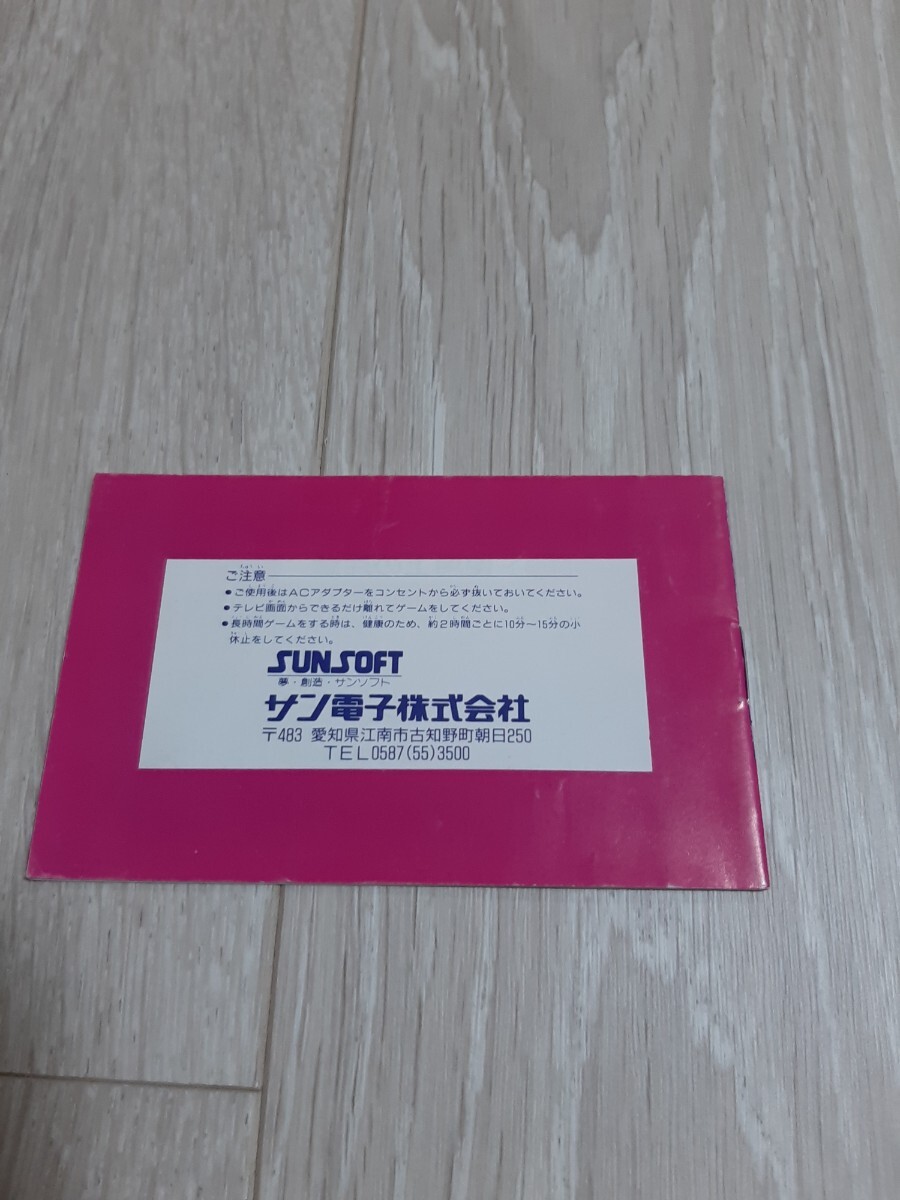 ご注意
●ご使用後はACアダプターをコンセントから必ず抜いておいてください。
●テレビ画面からできるだけ離れてゲームをしてください。
●長時間ゲームをする時は、健康のため、約2時間ごとに10分～15分の小
休止をしてください。
SUNSOFT
夢・創造・サンソフト
サン電子株式会社
〒483 愛知県江南市古知野町朝日250
TEL0587(55)3500